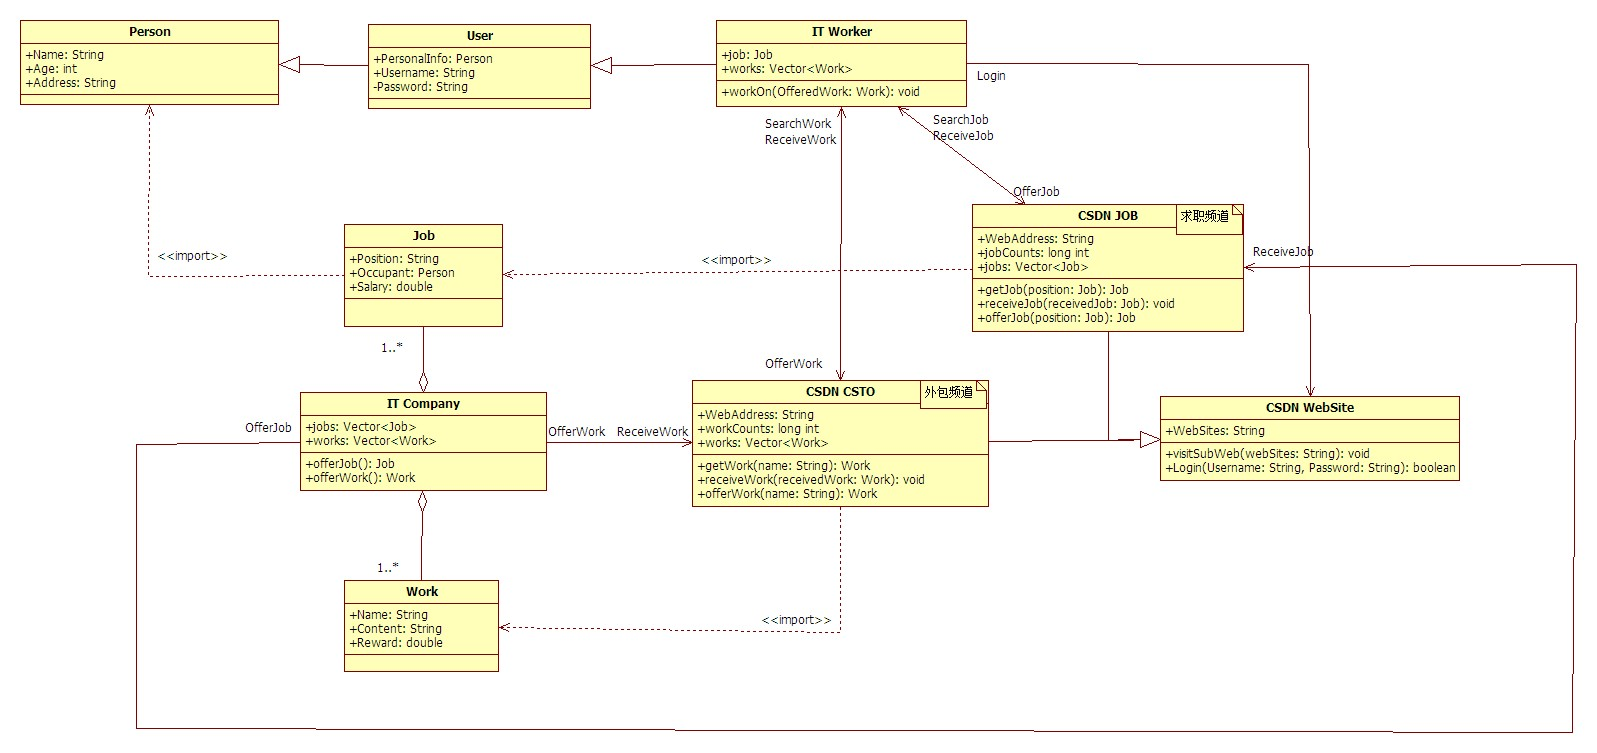 Person
+Name: String
+Age: int
+Address: String
User
+PersonalInfo: Person
+Username: String
-Password: String
IT Worker
+job: Job
+works: Vector<Work>
+workOn(OfferedWork: Work): void
Login
SearchWork
ReceiveWork
SearchJob
ReceiveJob
OfferJob
CSDN JOB
求职频道
+WebAddress: String
+jobCounts: long int
+jobs: Vector<Job>
+getJob(position: Job): Job
+receiveJob(receivedJob: Job): void
+offerJob(position: Job): Job
ReceiveJob
Job
+Position: String
+Occupant: Person
+Salary: double
<<import>>
<<import>>
1..*
OfferWork
IT Company
+jobs: Vector<Job>
+works: Vector<Work>
+offerJob(): Job
+offerWork(): Work
OfferJob
OfferWork
ReceiveWork
CSDN CSTO
外包频道
+WebAddress: String
+workCounts: long int
+works: Vector<Work>
+getWork(name: String): Work
+receiveWork(receivedWork: Work): void
+offerWork(name: String): Work
CSDN WebSite
+WebSites: String
+visitSubWeb(webSites: String): void
+Login(Username: String, Password: String): boolean
1..*
Work
+Name: String
+Content: String
+Reward: double
<<import>>